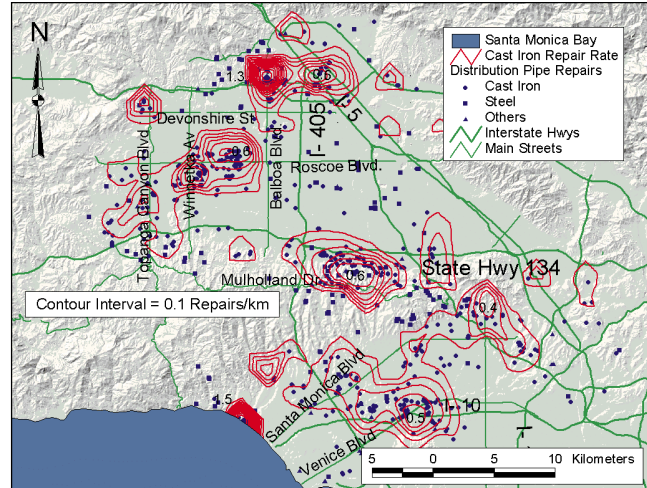 N
Santa Monica Bay
Cast Iron Repair Rate
Distribution Pipe Repairs
Cast Iron
Steel
Others
Interstate Hwys
Main Streets
1.3
0.5
I-5
Devonshire St
I- 405
0.6
Roscoe Blvd.
Topanga Canyon Blvd
Winnetka Av
Balboa Blvd.
State Hwy 134
Mulholland Dr
0.6
Contour Interval = 0.1 Repairs/km
0.4
Santa Monica Blvd
1.5
I- 10
0.5
Venice Blvd
5 0 5 10 Kilometers